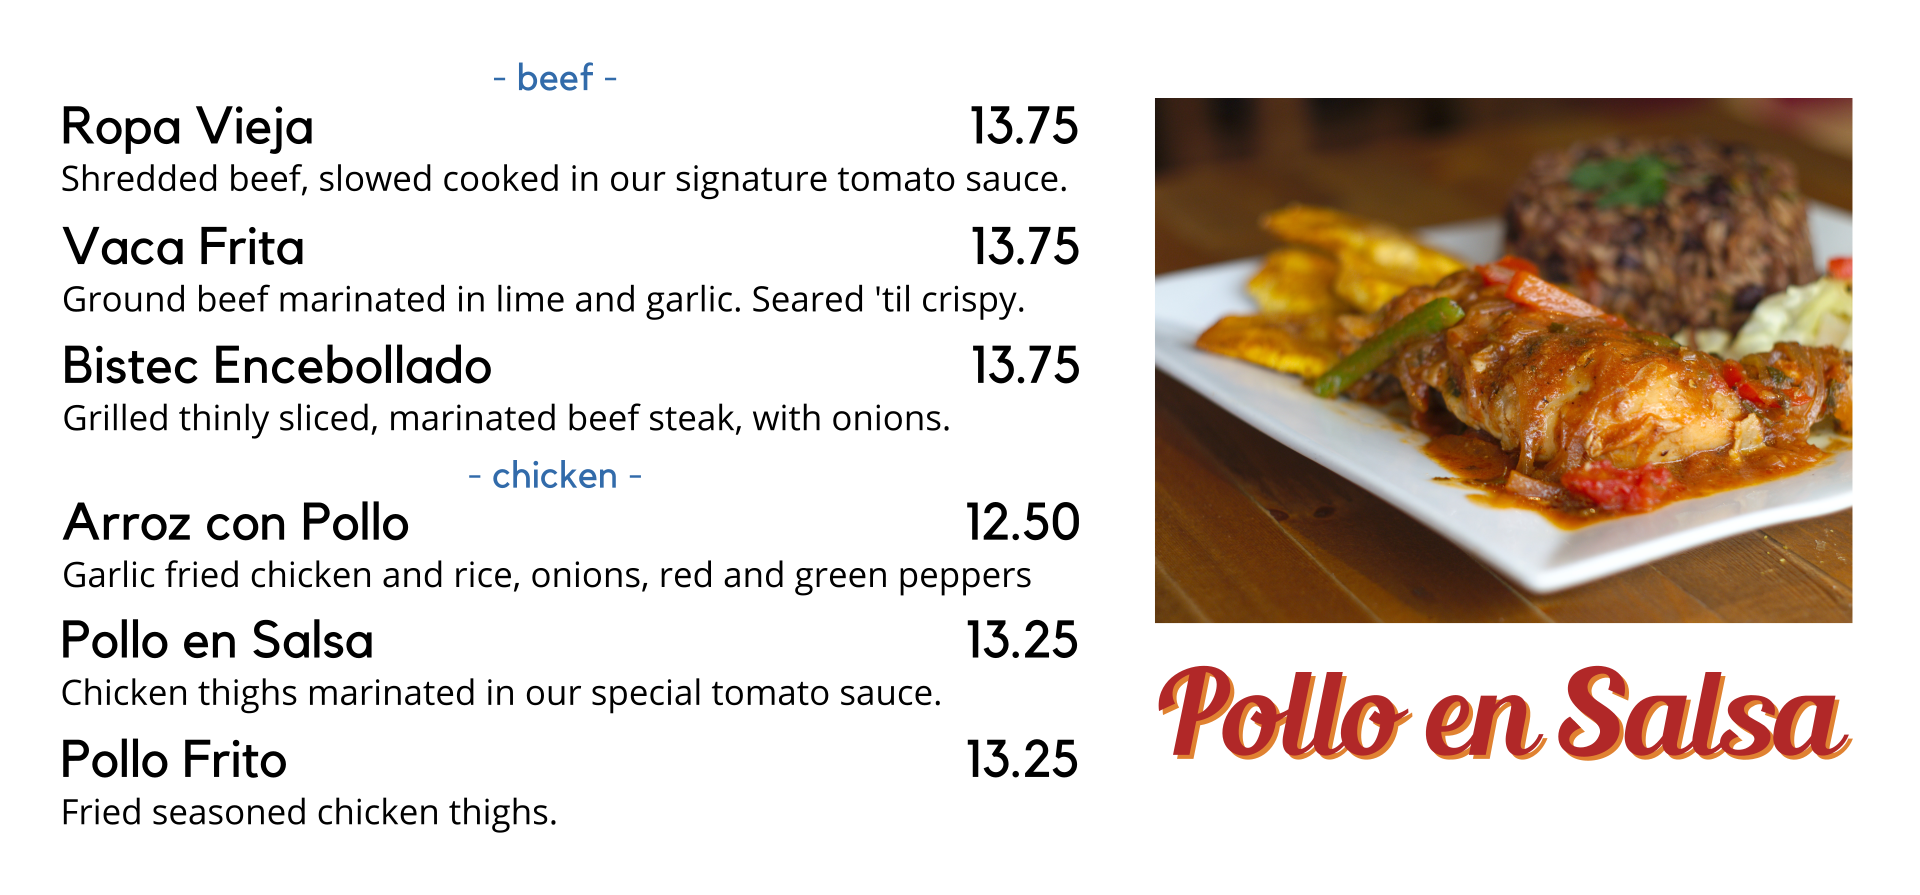 - beef -
Ropa Vieja 13.75
Shredded beef, slowed cooked in our signature tomato sauce.
Vaca Frita 13.75
Ground beef marinated in lime and garlic. Seared 'til crispy.
Bistec Encebollado 13.75
Grilled thinly sliced, marinated beef steak, with onions.
- chicken -
Arroz con Pollo 12.50
Garlic fried chicken and rice, onions, red and green peppers
Pollo en Salsa 13.25
Chicken thighs marinated in our special tomato sauce.
Pollo Frito 13.25
Fried seasoned chicken thighs.
Pollo en Salsa